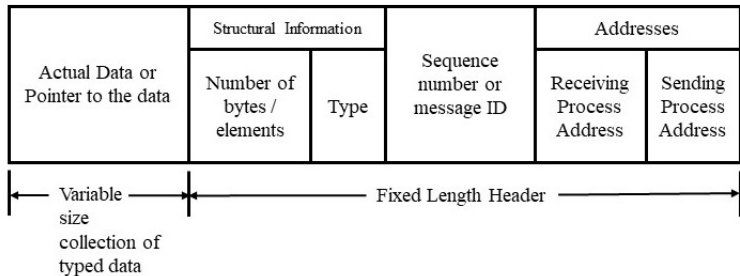 Actual Data or
Pointer to the data
Structural Information
Number of
bytes /
elements
Type
Sequence
number or
message ID
Addresses
Receiving
Process
Address
Sending
Process
Address
Variable
size
collection of
typed data
Fixed Length Header